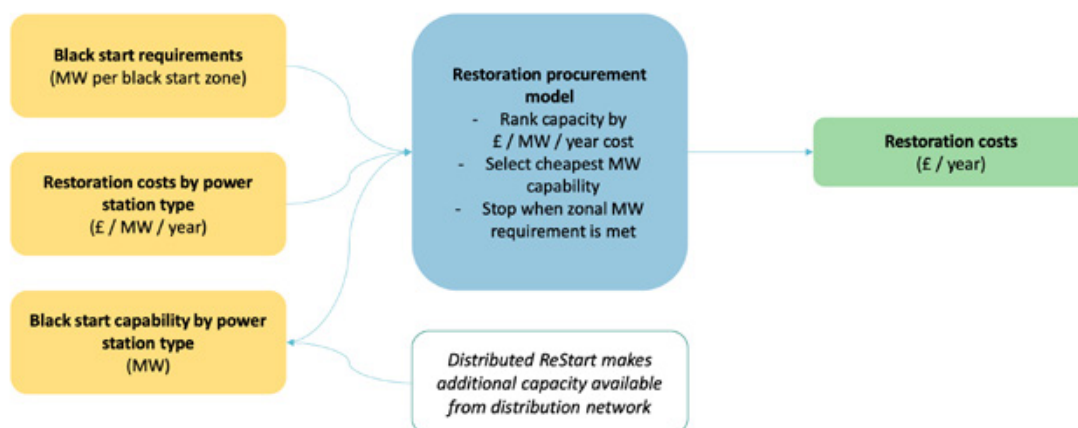 Black start requirements
(MW per black start zone)
Restoration costs by power
station type
(£ / MW / year)
Black start capability by power
station type
(MW)
Restoration procurement
model
- Rank capacity by
£ / MW / year cost
- Select cheapest MW
capability
- Stop when zonal MW
requirement is met
Distributed ReStart makes
additional capacity available
from distribution network
Restoration costs
(£ / year)